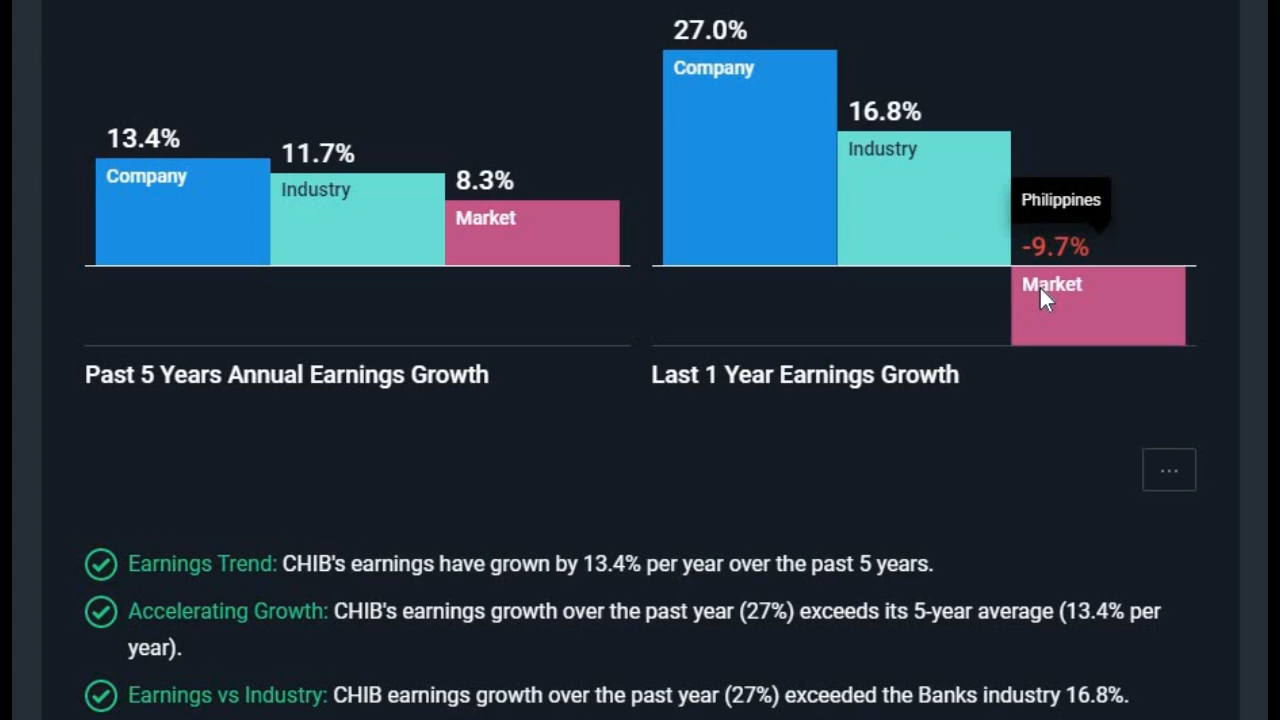 27.0%
Company
16.8%
13.4%
Industry
11.7%
Company
8.3%
Industry
Philippines
Market
-9.7%
Market
Past 5 Years Annual Earnings Growth
Last 1 Year Earnings Growth
...
Earnings Trend: CHIB's earnings have grown by 13.4% per year over the past 5 years.
Accelerating Growth: CHIB's earnings growth over the past year (27%) exceeds its 5-year average (13.4% per
year).
Earnings vs Industry: CHIB earnings growth over the past year (27%) exceeded the Banks industry 16.8%.